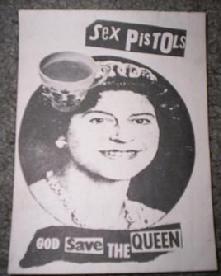 Sex PiSTOLS
GOD Save THE QUEEN